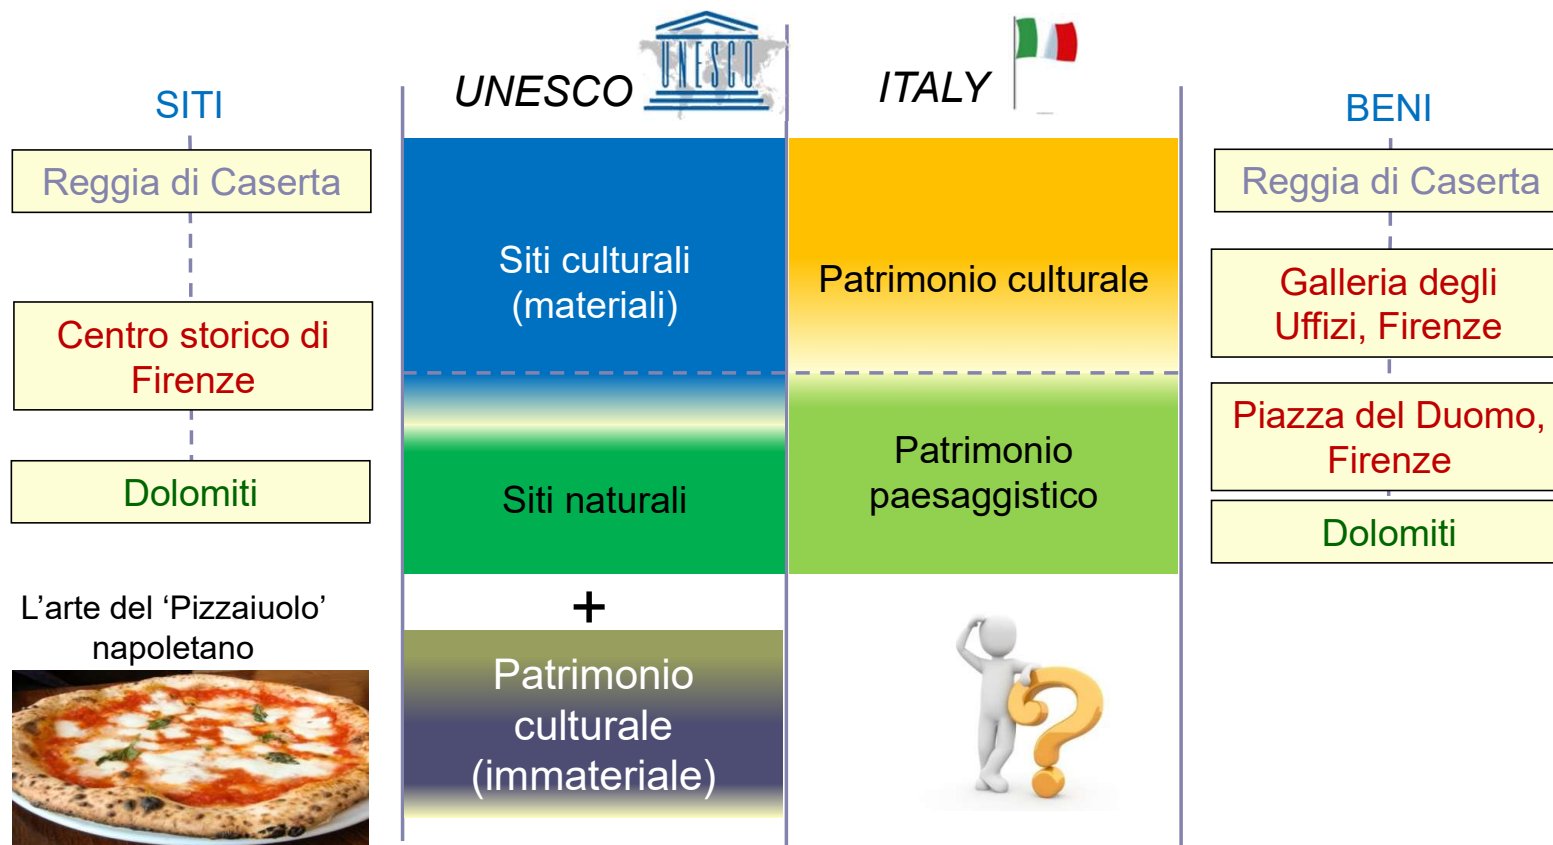 UNESCO
UNESCO
ITALY
SITI
BENI
Reggia di Caserta
Centro storico di
Firenze
Dolomiti
L’arte del ‘Pizzaiuolo’
napoletano
Siti culturali
(materiali)
Siti naturali
+
Patrimonio
culturale
(immateriale)
Patrimonio culturale
Patrimonio
paesaggistico
?
Reggia di Caserta
Galleria degli
Uffizi, Firenze
Piazza del Duomo,
Firenze
Dolomiti